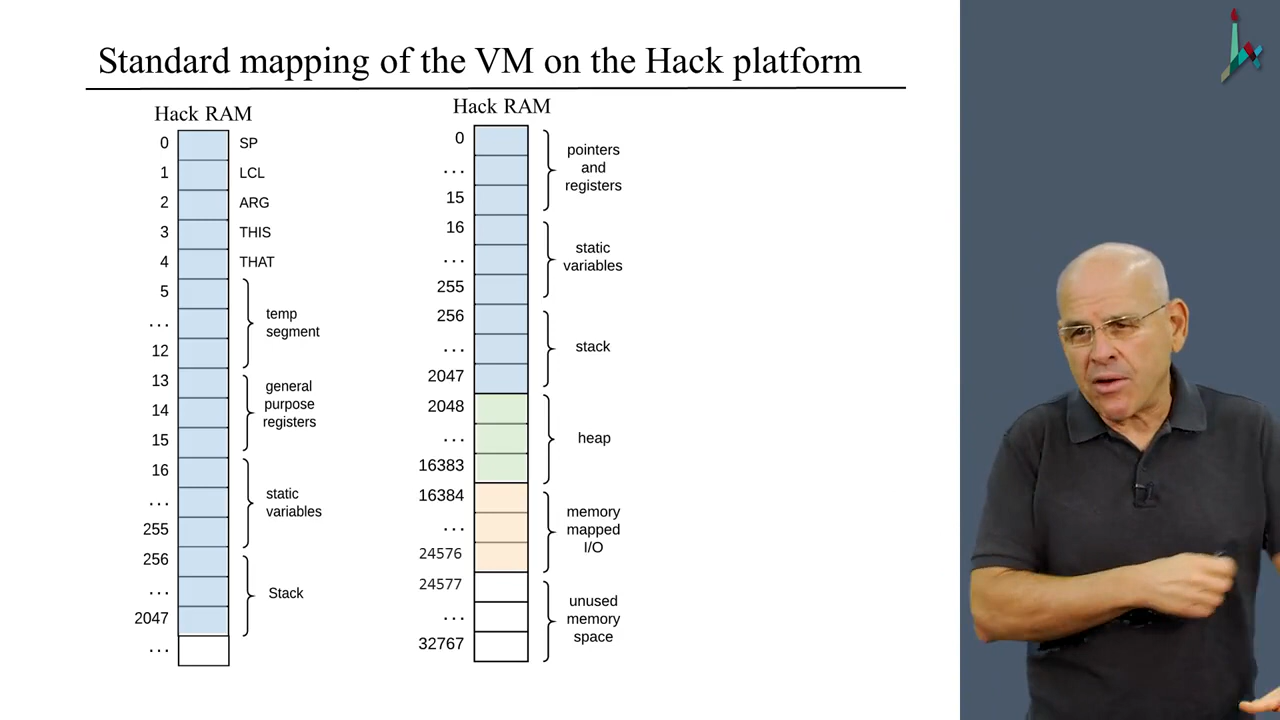 Standard mapping of the VM on the Hack platform
Hack RAM
0 SP
1 LCL
2 ARG
3 THIS
4 THAT
5
...
12
temp
segment
13
14
15
general
purpose
registers
16
...
255
static
variables
256
...
2047
Stack
...
Hack RAM
0
...
15
pointers
and
registers
16
...
255
static
variables
256
...
2047
stack
2048
...
16383
heap
16384
...
24576
memory
mapped
I/O
24577
...
32767
unused
memory
space